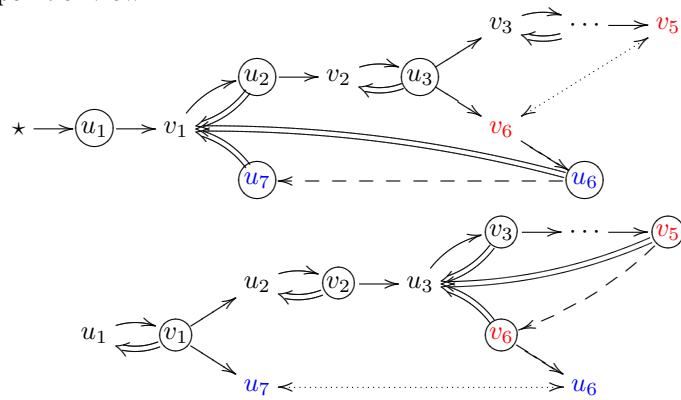 v₃ ⋯ v₅
u₂ v₂ u₃
⋆ u₁ v₁ v₆
u₇ u₆
v₃ ⋯ v₅
u₂ v₂ u₃
u₁ v₁ v₆
u₇ u₆